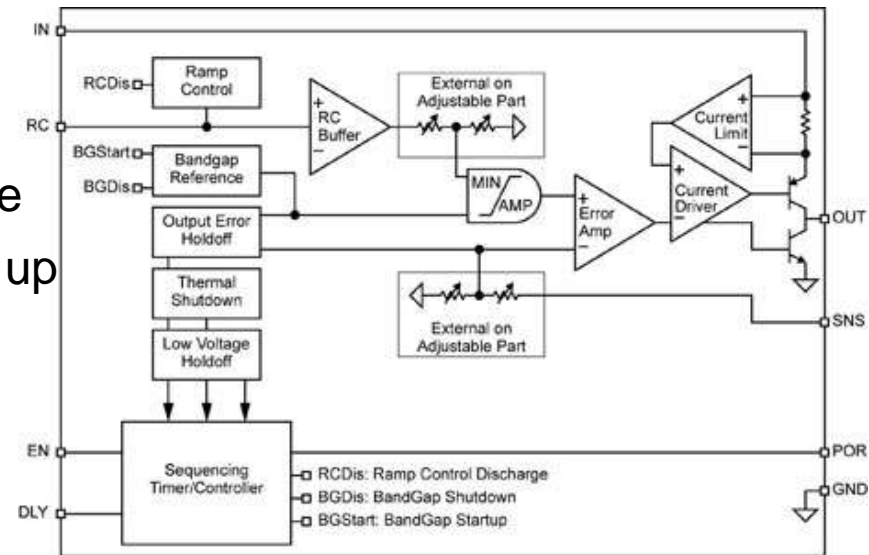 IN
RCDis
Ramp
Control
RC
+
RC
Buffer
−
External on
Adjustable Part
+
Current
Limit
−
BGStart
BGDis
Bandgap
Reference
e
up
MIN
AMP
+
Error
Amp
−
+
Current
Driver
−
OUT
Output Error
Holdoff
Thermal
Shutdown
Low Voltage
Holdoff
External on
Adjustable Part
SNS
EN
DLY
Sequencing
Timer/Controller
RCDis: Ramp Control Discharge
BGDis: BandGap Shutdown
BGStart: BandGap Startup
POR
GND